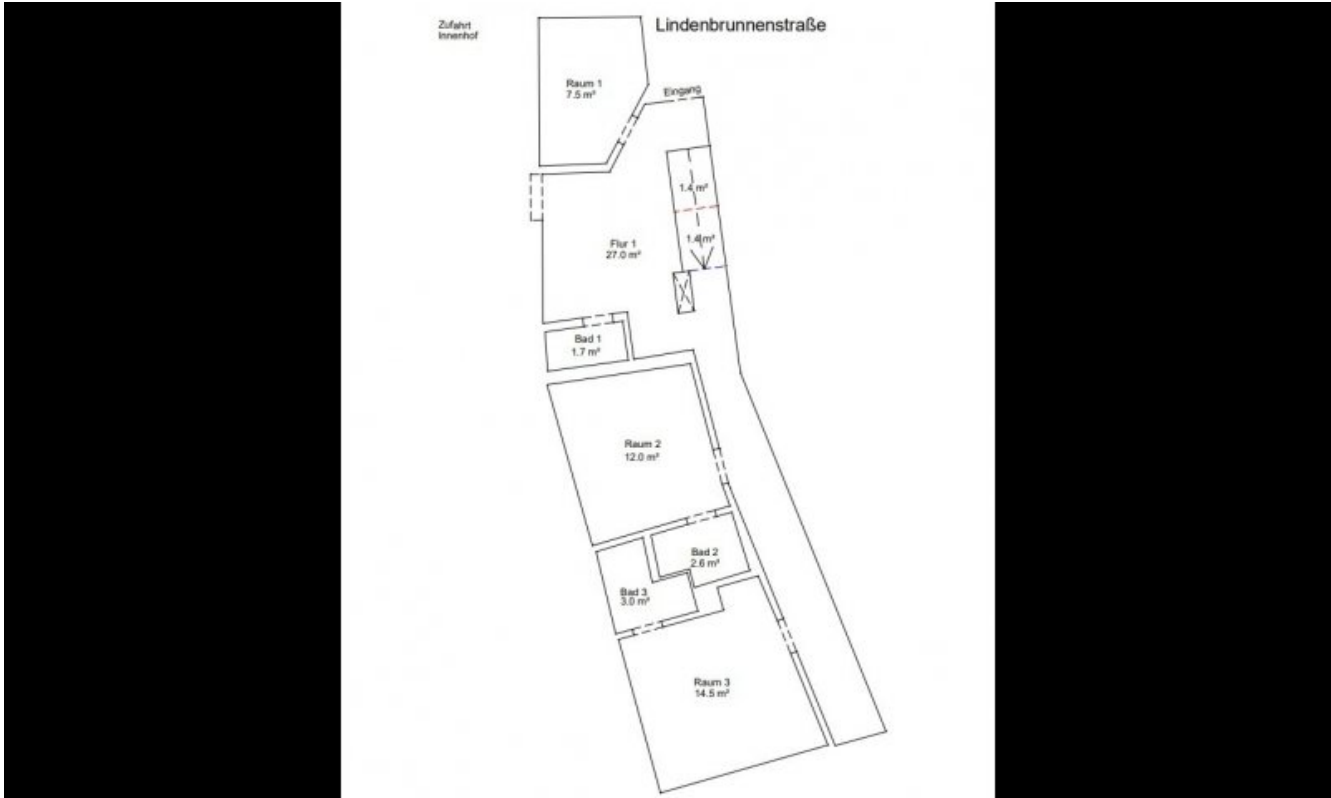 Zufahrt
Innenhof
Lindenbrunnenstraße
Raum 1
7.5 m²
Eingang
1.4 m²
1.4 m²
Flur 1
27.0 m²
Bad 1
1.7 m²
Raum 2
12.0 m²
Bad 2
2.6 m²
Bad 3
3.0 m²
Raum 3
14.5 m²